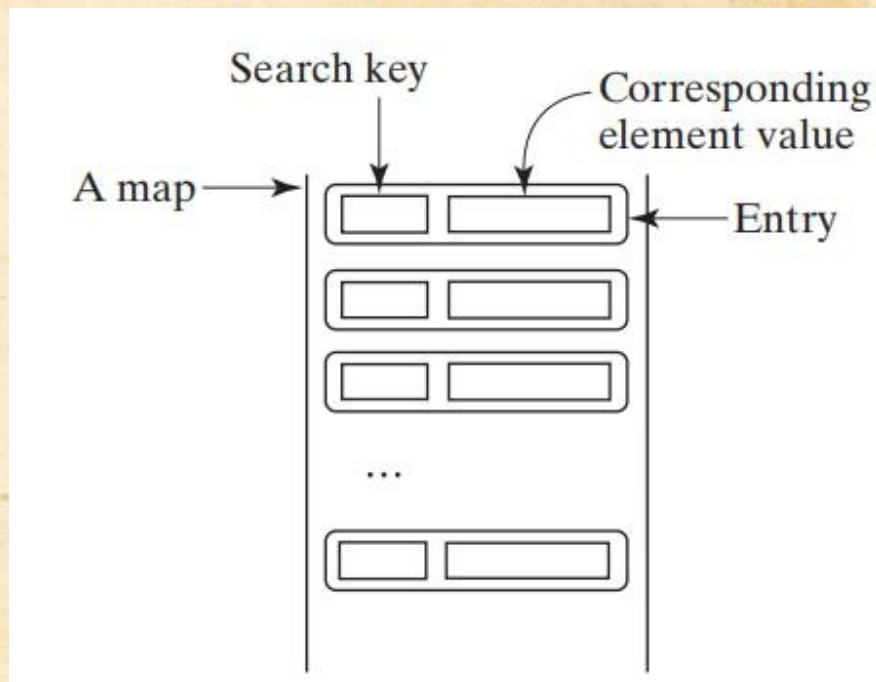 Search key
Corresponding
element value
A map
Entry
...